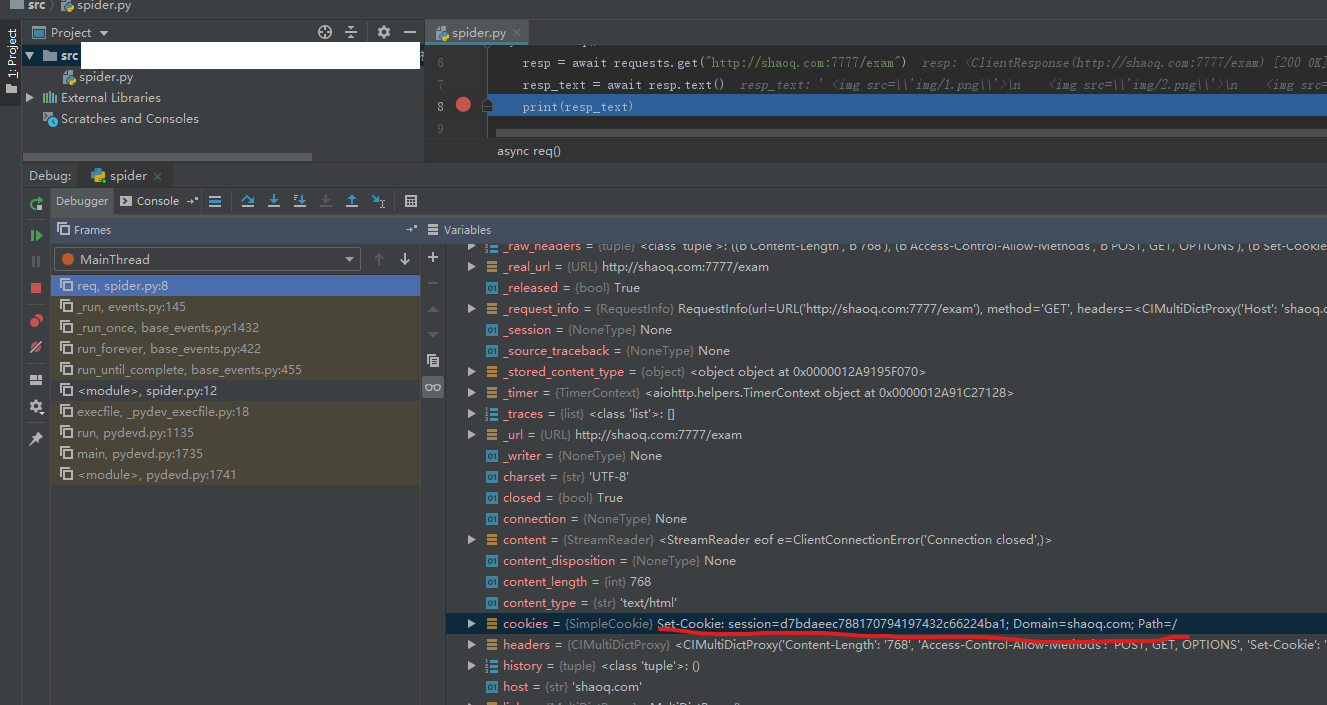 src spider.py
1: Project
Project
spider.py
src
spider.py
External Libraries
Scratches and Consoles
6 resp = await requests.get("http://shaoq.com:7777/exam") resp: <ClientResponse(http://shaoq.com:7777/exam) [200 OK]
7 resp_text = await resp.text() resp_text: ' <img src=\\'img/1.png\\'>\n <img src=\\'img/2.png\\'>\n <img src=
8 print(resp_text)
9
async req()
Debug: spider
Debugger Console
Frames
Variables
MainThread
req, spider.py:8
_run, events.py:145
_run_once, base_events.py:1432
run_forever, base_events.py:422
run_until_complete, base_events.py:455
<module>, spider.py:12
execfile, _pydev_execfile.py:18
run, pydevd.py:1135
main, pydevd.py:1735
<module>, pydevd.py:1741
_raw_headers = {tuple} <class 'tuple'>: ((b'Content-Length', b'768'), (b'Access-Control-Allow-Methods', b'POST, GET, OPTIONS'), (b'Set-Cookie
_real_url = {URL} http://shaoq.com:7777/exam
_released = {bool} True
_request_info = {RequestInfo} RequestInfo(url=URL('http://shaoq.com:7777/exam'), method='GET', headers=<CIMultiDictProxy('Host': 'shaoq.c
_session = {NoneType} None
_source_traceback = {NoneType} None
_stored_content_type = {object} <object object at 0x0000012A9195F070>
_timer = {TimerContext} <aiohttp.helpers.TimerContext object at 0x0000012A91C27128>
_traces = {list} <class 'list'>: []
_url = {URL} http://shaoq.com:7777/exam
_writer = {NoneType} None
charset = {str} 'UTF-8'
closed = {bool} True
connection = {NoneType} None
content = {StreamReader} <StreamReader eof e=ClientConnectionError('Connection closed',)>
content_disposition = {NoneType} None
content_length = {int} 768
content_type = {str} 'text/html'
cookies = {SimpleCookie} Set-Cookie: session=d7bdaeec788170794197432c66224ba1; Domain=shaoq.com; Path=/
headers = {CIMultiDictProxy} <CIMultiDictProxy('Content-Length': '768', 'Access-Control-Allow-Methods': 'POST, GET, OPTIONS', 'Set-Cookie': '
history = {tuple} <class 'tuple'>: ()
host = {str} 'shaoq.com'